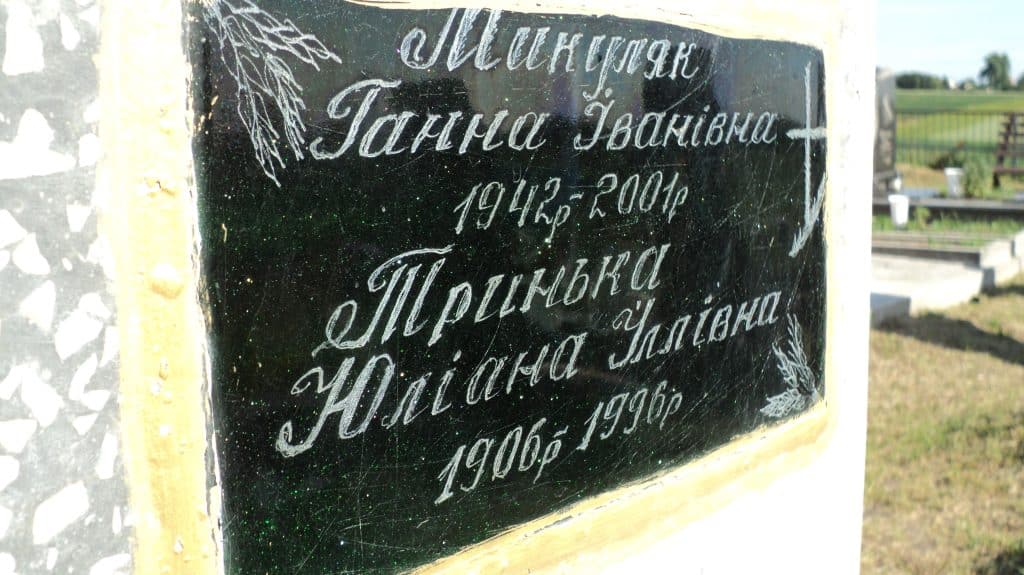 Микуляк
Ганна Іванівна
1942р-2001р
Тринька
Юліана Іллівна
1906р-1996р